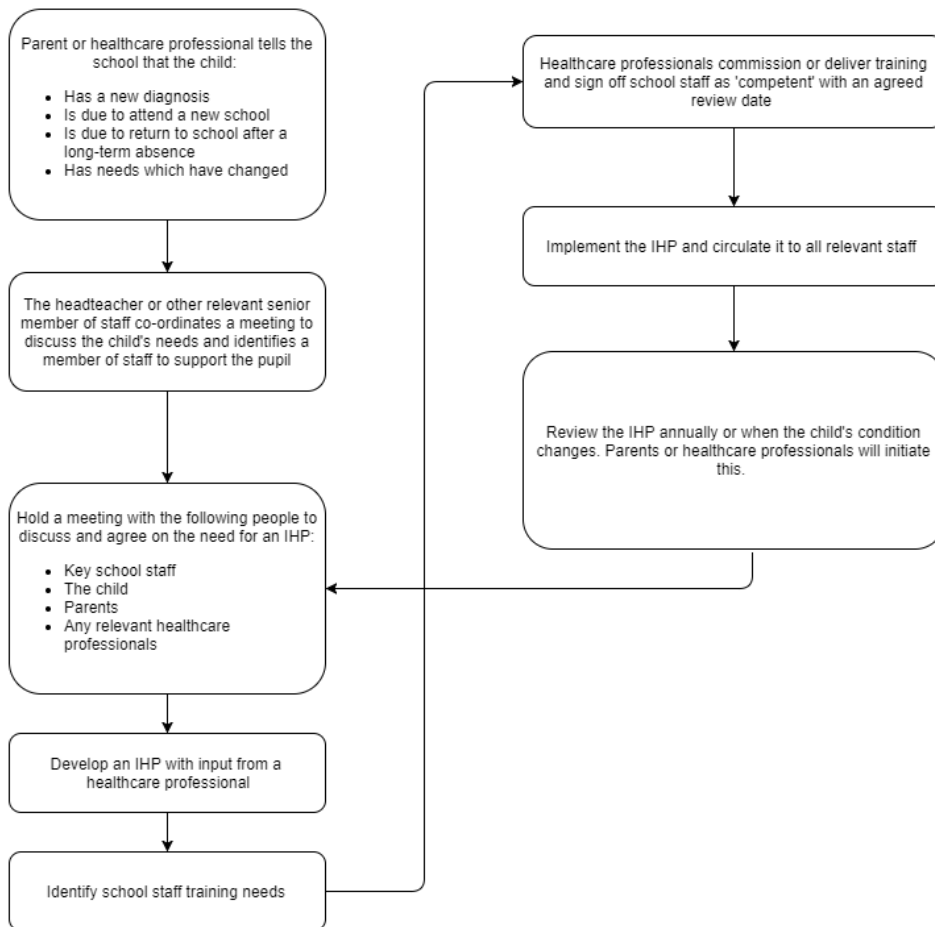 Parent or healthcare professional tells the
school that the child:
• Has a new diagnosis
• Is due to attend a new school
• Is due to return to school after a
long-term absence
• Has needs which have changed
The headteacher or other relevant senior
member of staff co-ordinates a meeting to
discuss the child's needs and identifies a
member of staff to support the pupil
Hold a meeting with the following people to
discuss and agree on the need for an IHP:
• Key school staff
• The child
• Parents
• Any relevant healthcare
professionals
Develop an IHP with input from a
healthcare professional
Identify school staff training needs
Healthcare professionals commission or deliver training
and sign off school staff as 'competent' with an agreed
review date
Implement the IHP and circulate it to all relevant staff
Review the IHP annually or when the child's condition
changes. Parents or healthcare professionals will initiate
this.